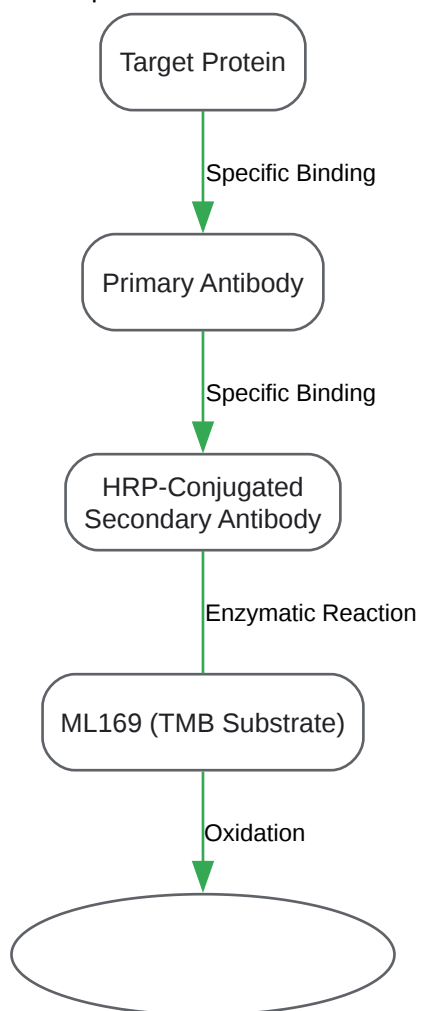 Target Protein
Specific Binding
Primary Antibody
Specific Binding
HRP-Conjugated
Secondary Antibody
Enzymatic Reaction
ML169 (TMB Substrate)
Oxidation